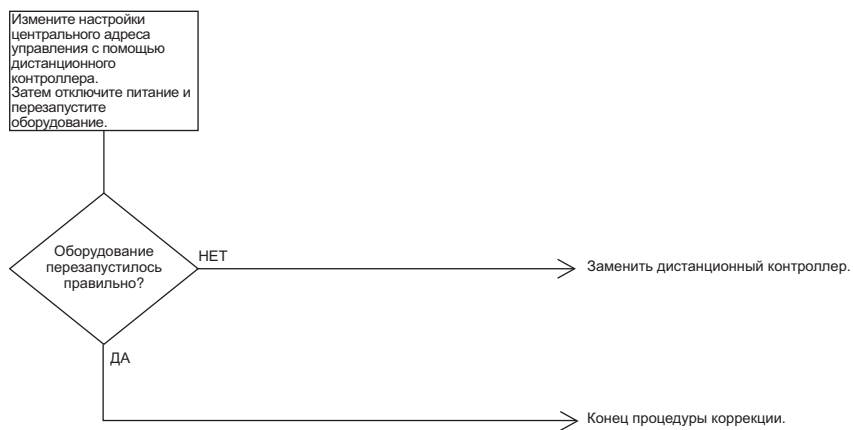 Измените настройки
центрального адреса
управления с помощью
дистанционного
контроллера.
Затем отключите питание и
перезапустите
оборудование.
Оборудование
перезапустилось
правильно?
НЕТ
Заменить дистанционный контроллер.
ДА
Конец процедуры коррекции.